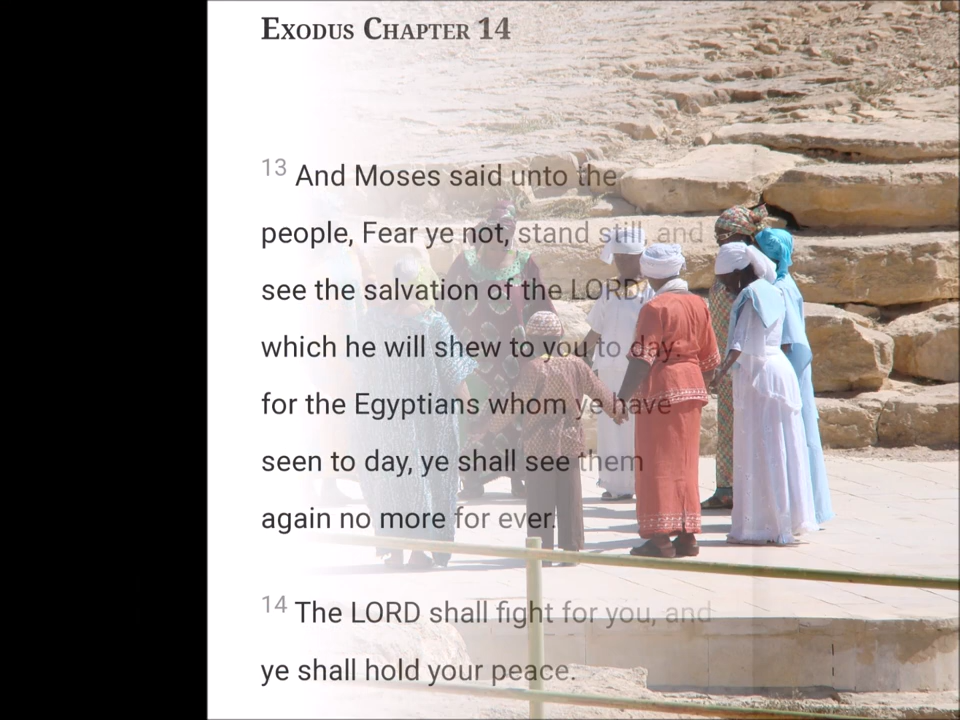 EXODUS CHAPTER 14
13 And Moses said unto the
people, Fear ye not, stand still, and
see the salvation of the LORD,
which he will shew to you to day:
for the Egyptians whom ye have
seen to day, ye shall see them
again no more for ever.
14 The LORD shall fight for you, and
ye shall hold your peace.